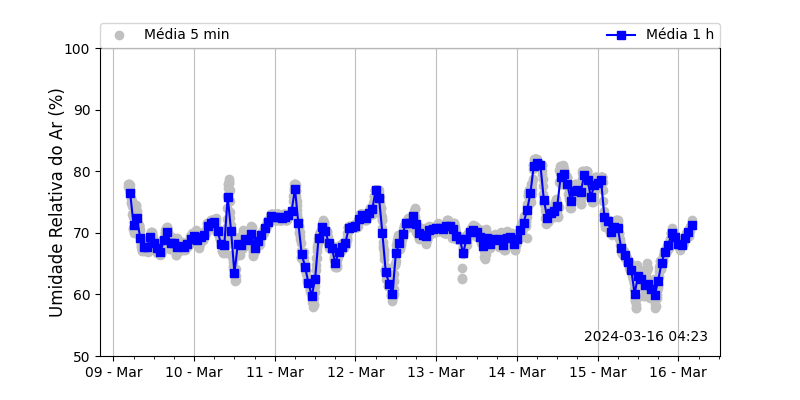 Média 5 min
Média 1 h
Umidade Relativa do Ar (%)
100
90
80
70
60
50
2024-03-16 04:23
09 - Mar
10 - Mar
11 - Mar
12 - Mar
13 - Mar
14 - Mar
15 - Mar
16 - Mar